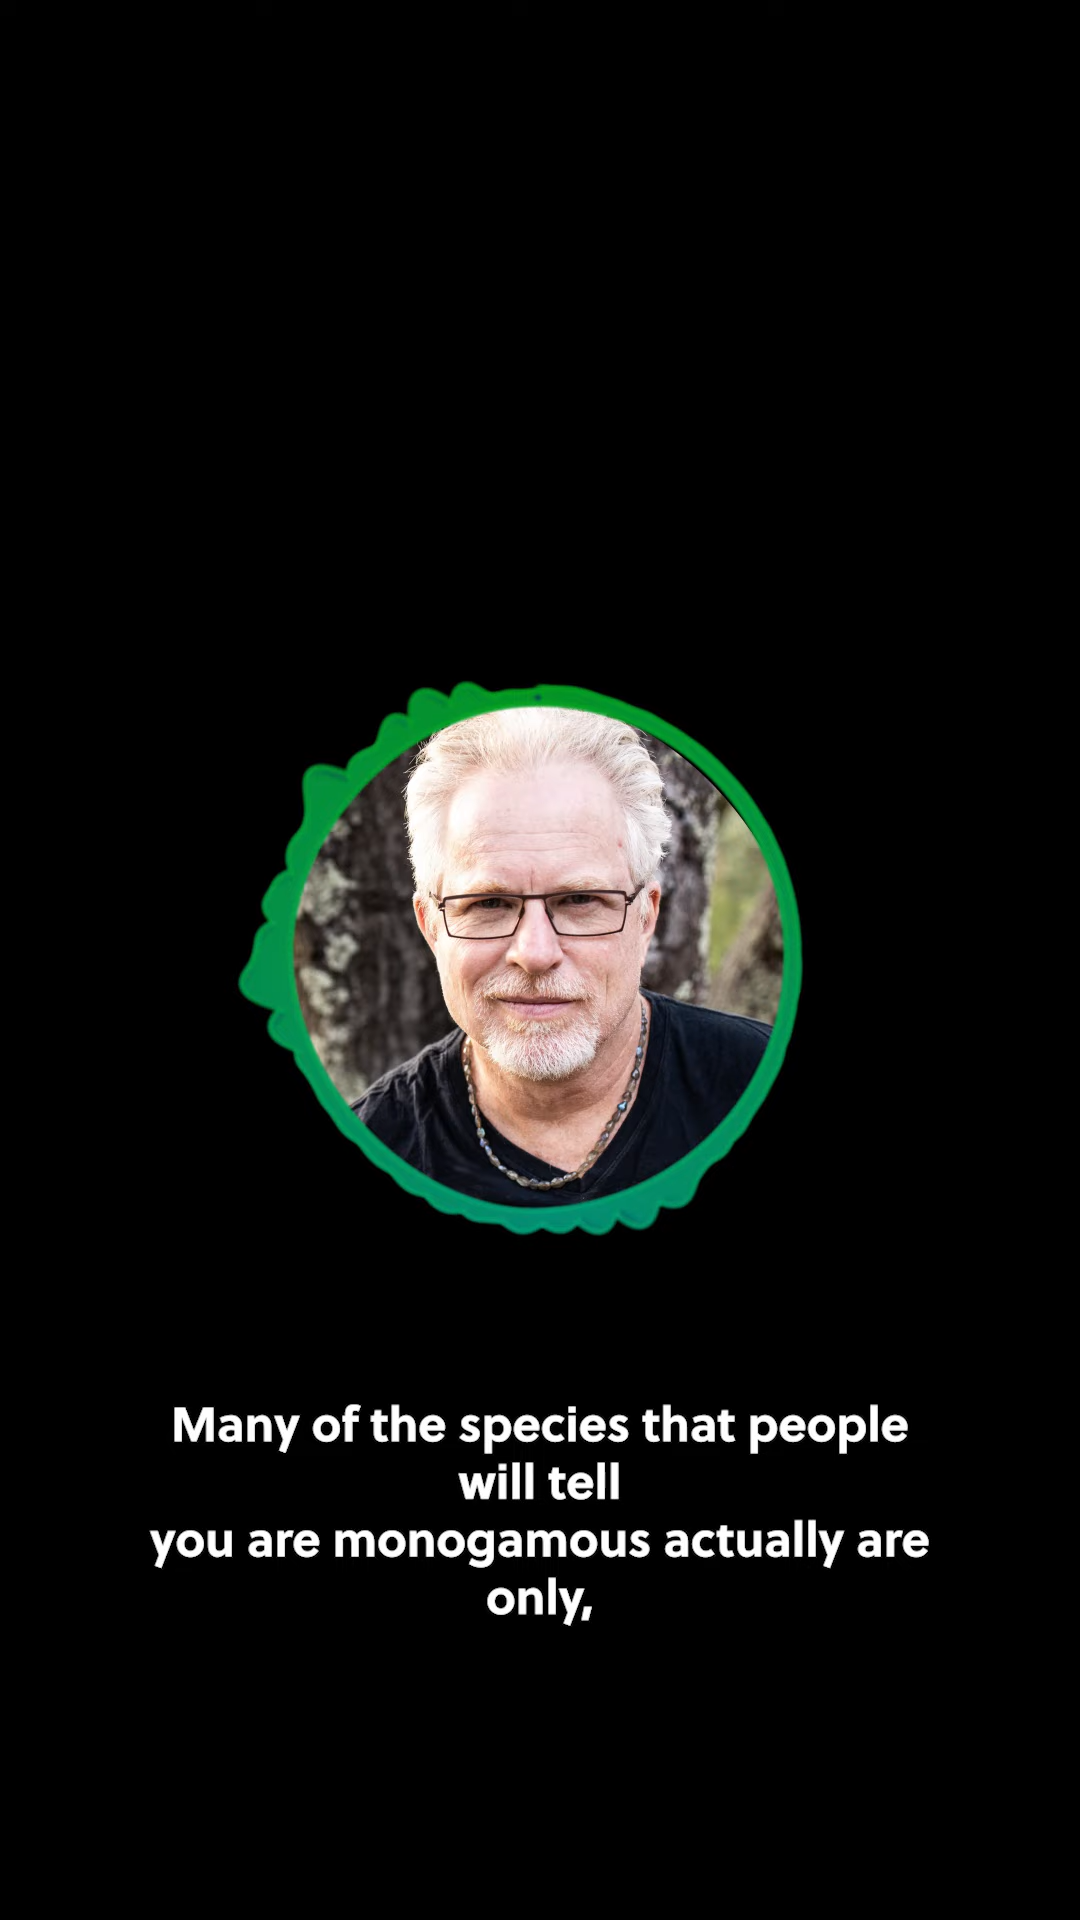 Many of the species that people
will tell
you are monogamous actually are
only,